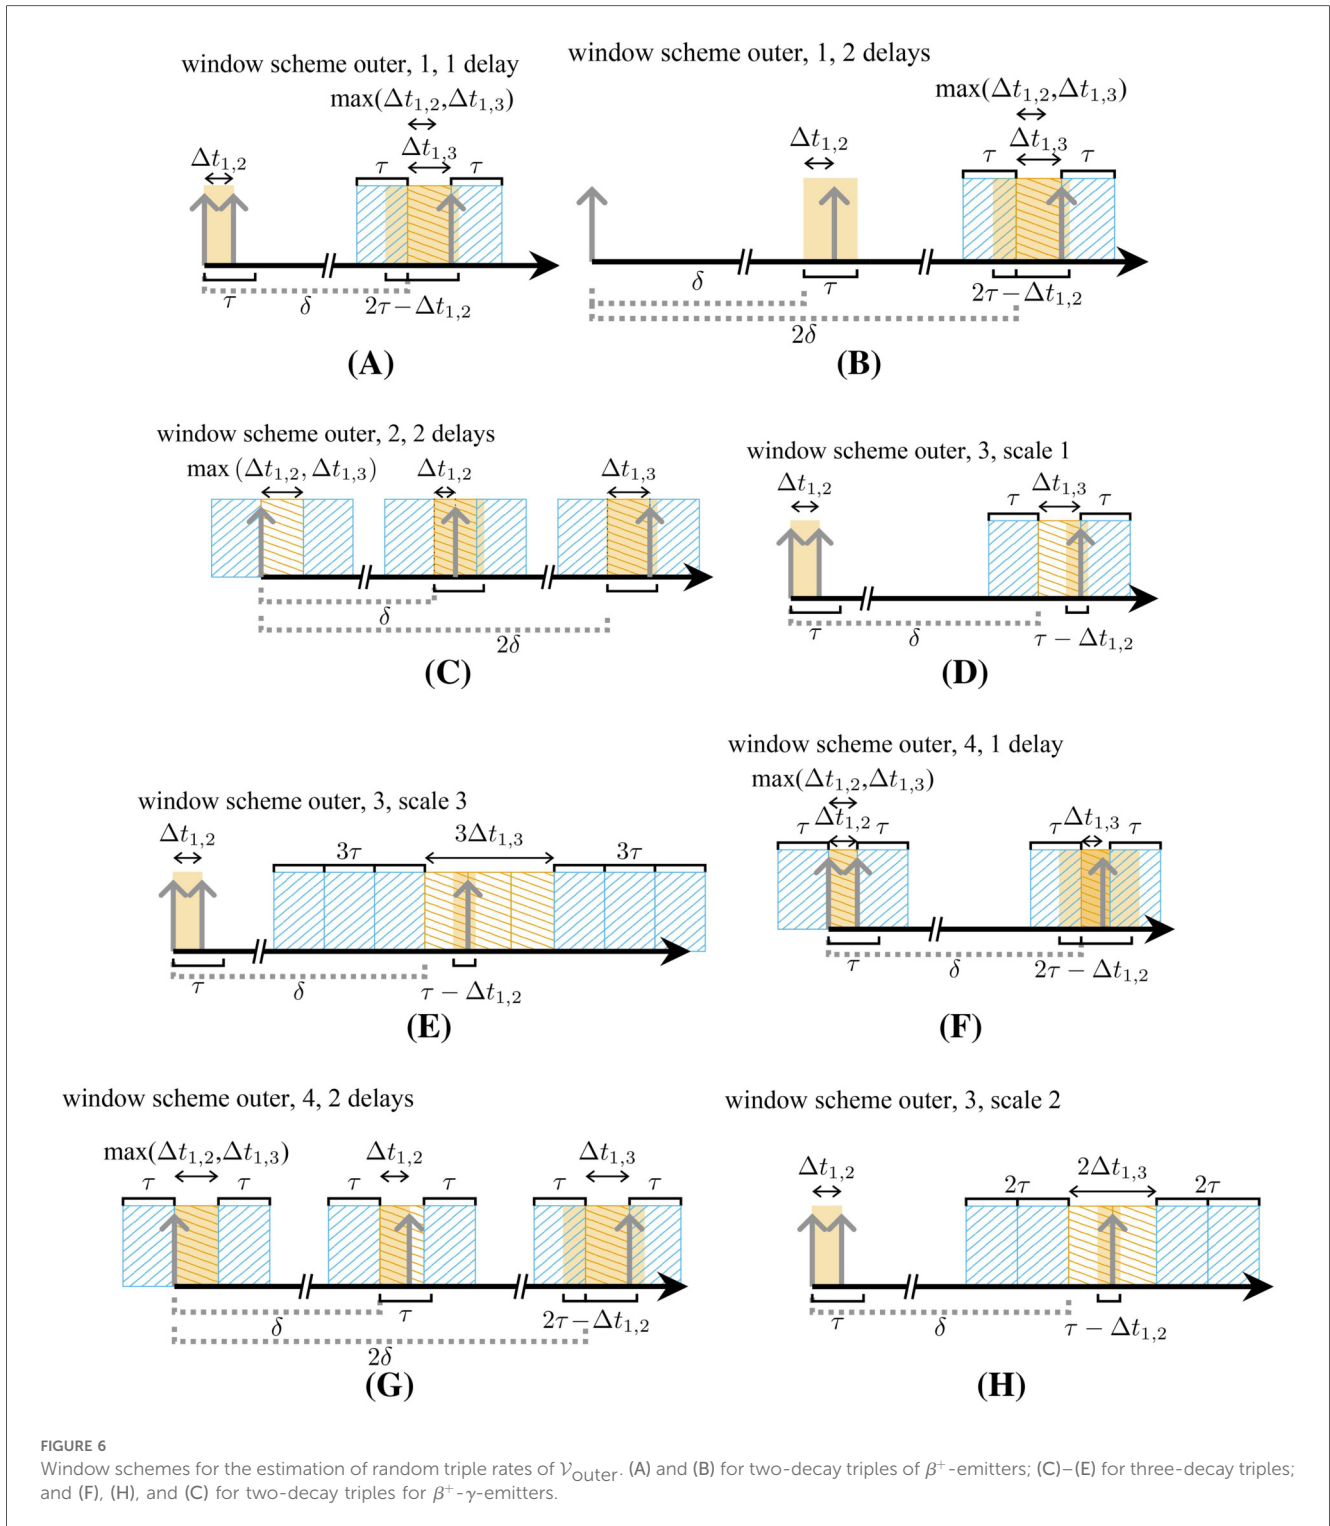 window scheme outer, 1, 1 delay
max(Δt1,2,Δt1,3)
Δt1,2
τ
Δt1,3
τ
τ
δ
2τ − Δt1,2
(A)
window scheme outer, 1, 2 delays
max(Δt1,2,Δt1,3)
Δt1,2
τ
Δt1,3
τ
δ
τ
2τ − Δt1,2
2δ
(B)
window scheme outer, 2, 2 delays
max (Δt1,2, Δt1,3)
Δt1,2
Δt1,3
δ
2δ
(C)
window scheme outer, 3, scale 1
Δt1,2
Δt1,3
τ
τ
τ
δ
τ − Δt1,2
(D)
window scheme outer, 3, scale 3
Δt1,2
3Δt1,3
3τ
3τ
τ
δ
τ − Δt1,2
(E)
window scheme outer, 4, 1 delay
max(Δt1,2,Δt1,3)
τ
Δt1,2
τ
τ
Δt1,3
τ
τ
δ
2τ − Δt1,2
(F)
window scheme outer, 4, 2 delays
max(Δt1,2,Δt1,3)
Δt1,2
Δt1,3
τ
τ
τ
τ
τ
τ
δ
τ
2τ − Δt1,2
2δ
(G)
window scheme outer, 3, scale 2
Δt1,2
2Δt1,3
2τ
2τ
τ
δ
τ − Δt1,2
(H)
FIGURE 6
Window schemes for the estimation of random triple rates of 𝒱outer. (A) and (B) for two-decay triples of β+-emitters; (C)–(E) for three-decay triples;
and (F), (H), and (C) for two-decay triples for β+-γ-emitters.